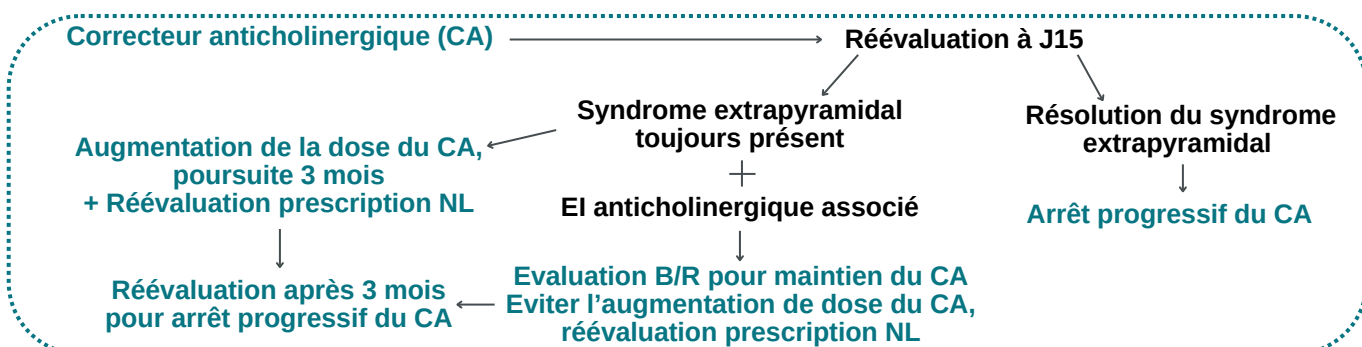 Correcteur anticholinergique (CA)
Réévaluation à J15
Syndrome extrapyramidal
toujours présent
+
EI anticholinergique associé
Résolution du syndrome
extrapyramidal
Arrêt progressif du CA
Augmentation de la dose du CA,
poursuite 3 mois
+ Réévaluation prescription NL
Evaluation B/R pour maintien du CA
Eviter l’augmentation de dose du CA,
réévaluation prescription NL
Réévaluation après 3 mois
pour arrêt progressif du CA